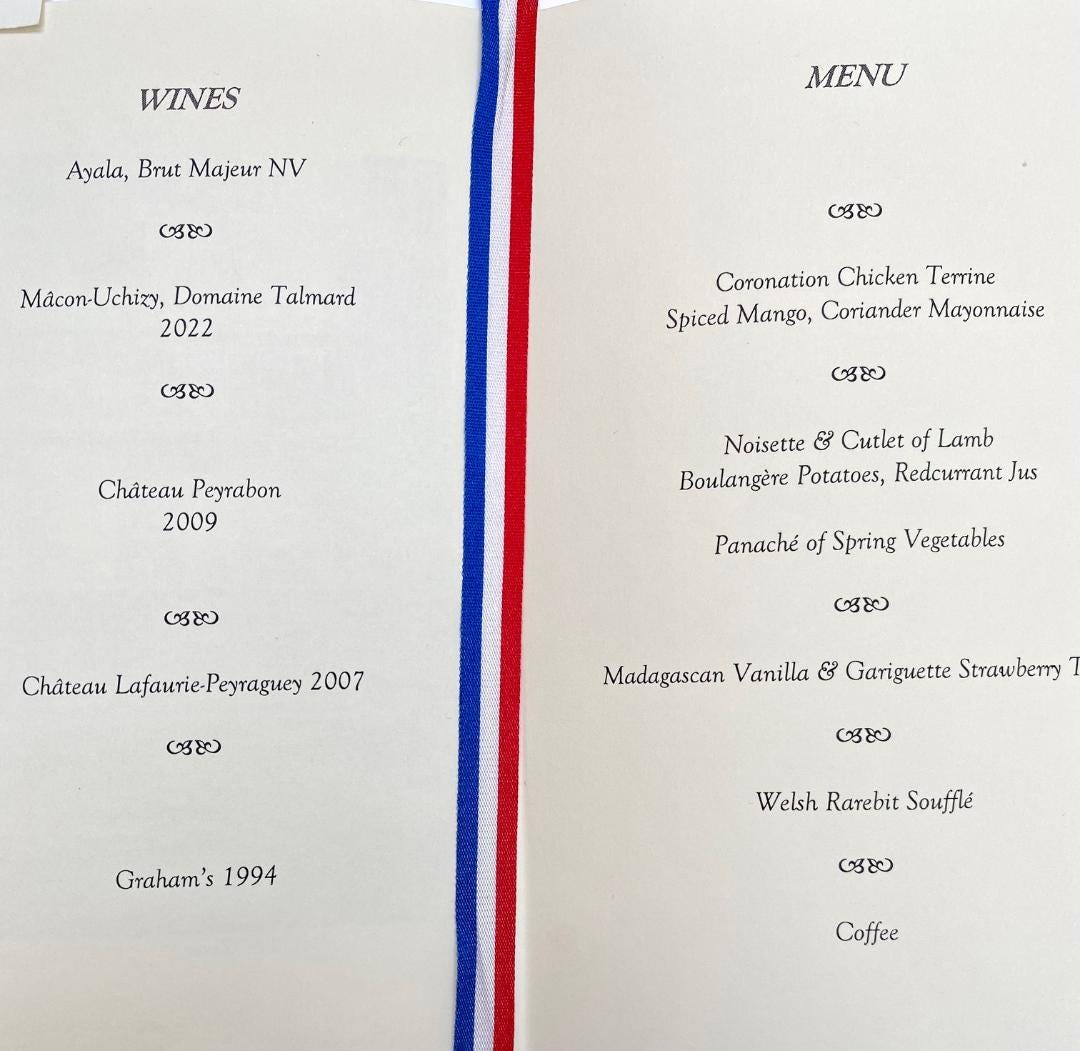 WINES
Ayala, Brut Majeur NV
Mâcon-Uchizy, Domaine Talmard
2022
Château Peyrabon
2009
Château Lafaurie-Peyraguey 2007
Graham's 1994
MENU
Coronation Chicken Terrine
Spiced Mango, Coriander Mayonnaise
Noisette & Cutlet of Lamb
Boulangère Potatoes, Redcurrant Jus
Panaché of Spring Vegetables
Madagascan Vanilla & Gariguette Strawberry
Welsh Rarebit Soufflé
Coffee